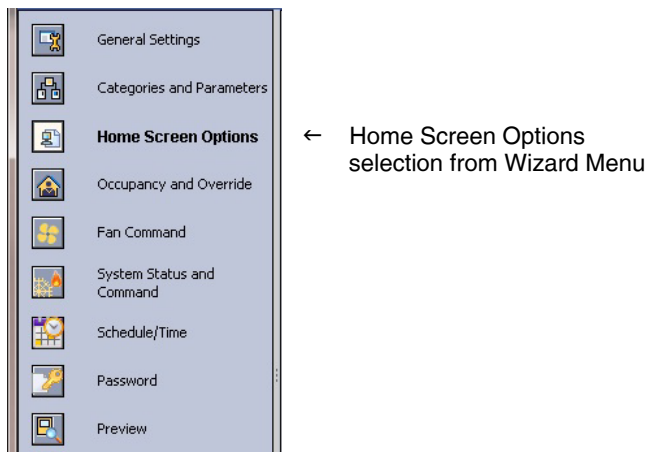 General Settings
Categories and Parameters
Home Screen Options
← Home Screen Options
selection from Wizard Menu
Occupancy and Override
Fan Command
System Status and
Command
Schedule/Time
Password
Preview